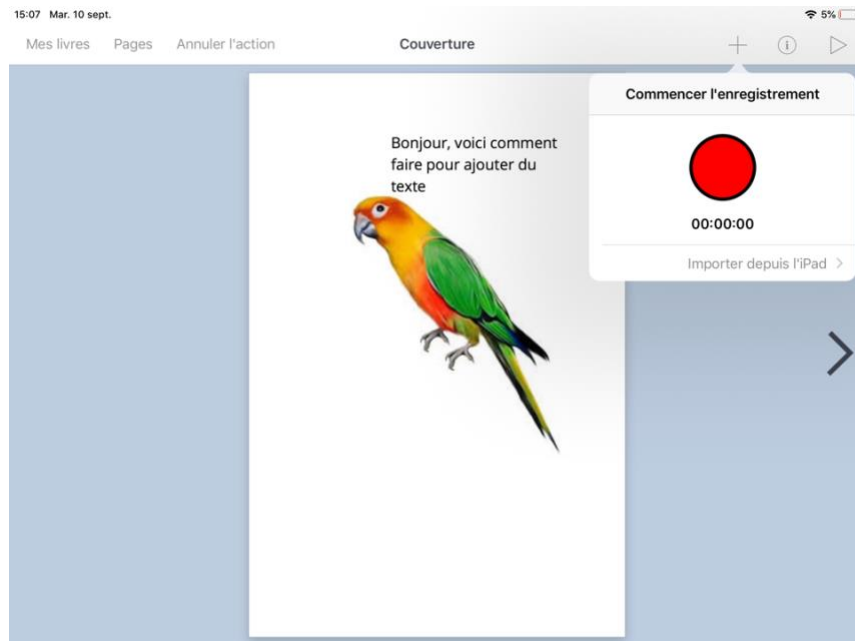 15:07 Mar. 10 sept.
5%
Mes livres Pages Annuler l'action Couverture
Commencer l'enregistrement
Bonjour, voici comment
faire pour ajouter du
texte
00:00:00
Importer depuis l'iPad